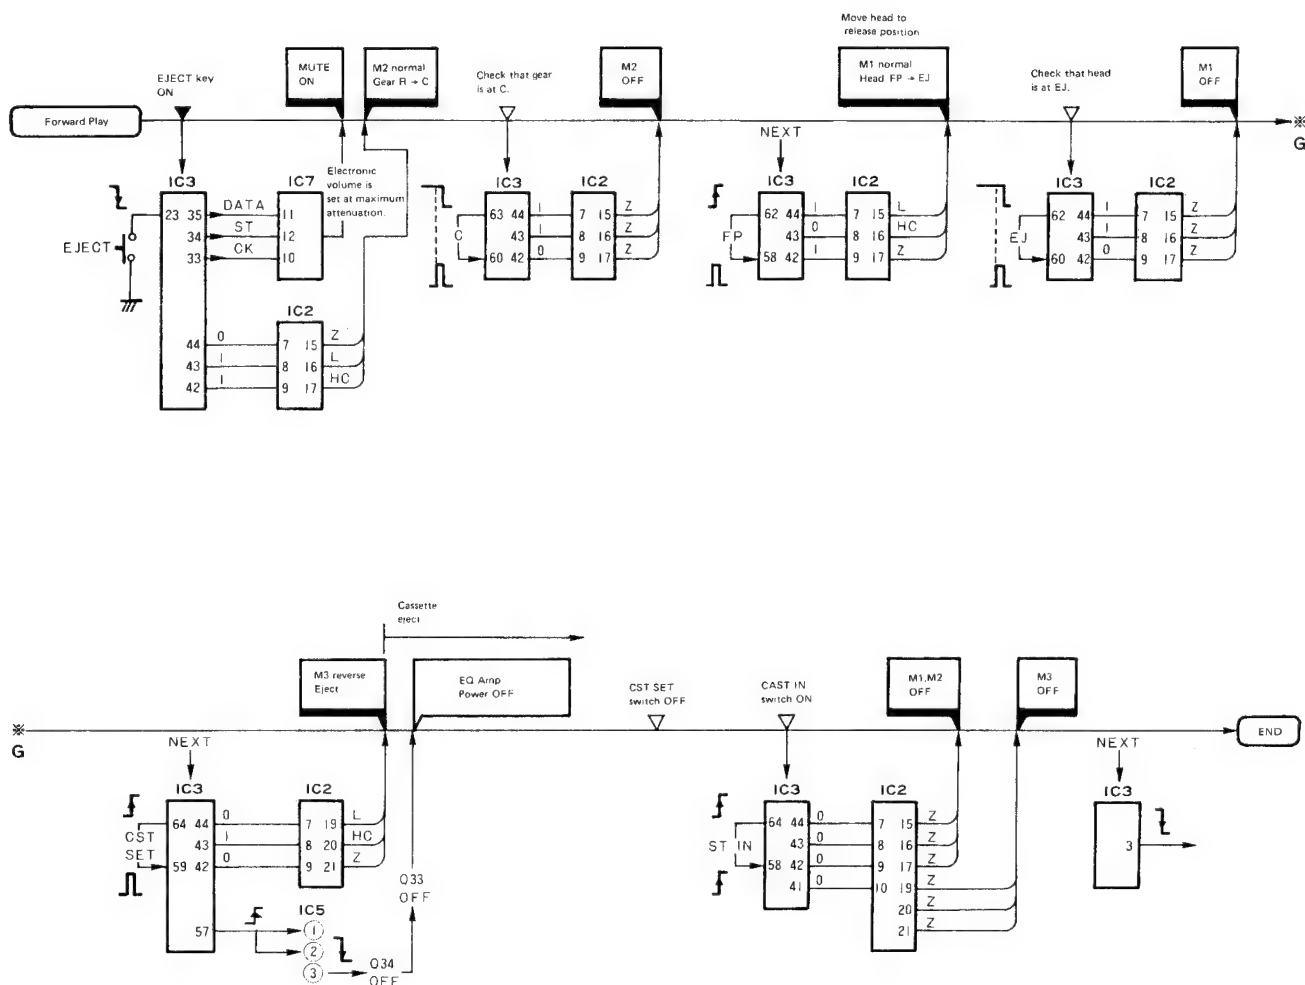 Move head to
release position
EJECT key
ON
MUTE
ON
M2 normal
Gear R → C
Check that gear
is at C.
M2
OFF
M1 normal
Head FP → EJ
Check that head
is at EJ.
M1
OFF
Forward Play
※
G
NEXT
IC3
IC7
Electronic
volume is
set at maximum
attenuation.
IC3
IC2
IC3
IC2
IC3
IC2
23 35 DATA 11
34 ST 12
33 CK 10
EJECT
63 44 1 7 15 Z
C 43 1 8 16 Z
60 42 0 9 17 Z
62 44 1 7 15 L
FP 43 0 8 16 HC
58 42 1 9 17 Z
62 44 1 7 15 Z
EJ 43 1 8 16 Z
60 42 0 9 17 Z
IC2
44 0 7 15 Z
43 1 8 16 L
42 1 9 17 HC
Cassette
eject
M3 reverse
Eject
EQ Amp
Power OFF
CST SET
switch OFF
CAST IN
switch ON
M1, M2
OFF
M3
OFF
※
G
END
NEXT
NEXT
IC3
IC2
IC3
IC2
IC3
64 44 0 7 19 L
CST 43 1 8 20 HC
SET
59 42 0 9 21 Z
57
IC5
1
2
3
Q34
OFF
Q33
OFF
64 44 0 7 15 Z
ST IN 43 0 8 16 Z
58 42 0 9 17 Z
41 0 10 19 Z
20 Z
21 Z
3